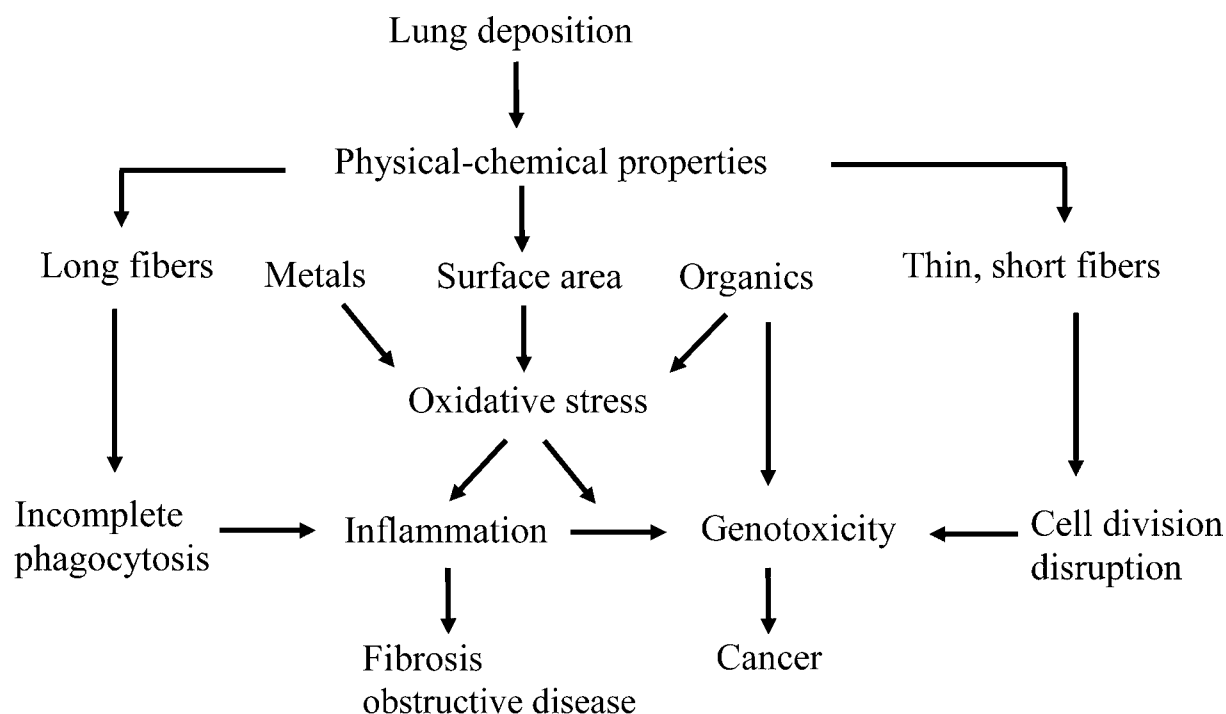 Lung deposition
Physical-chemical properties
Long fibers
Metals
Surface area
Organics
Thin, short fibers
Oxidative stress
Incomplete
phagocytosis
Inflammation
Genotoxicity
Cell division
disruption
Fibrosis
obstructive disease
Cancer